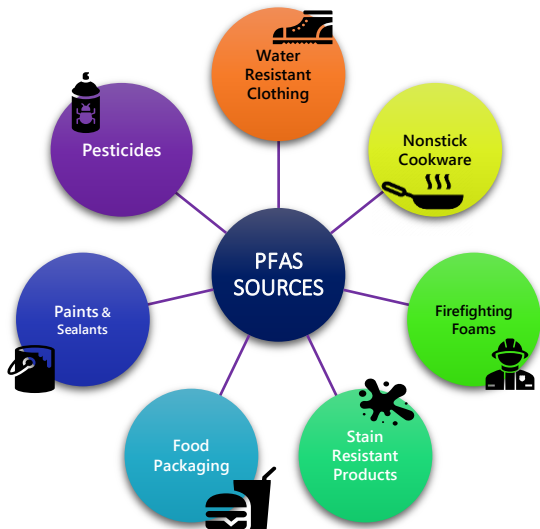 Water
Resistant
Clothing
Nonstick
Cookware
Pesticides
PFAS
SOURCES
Paints &
Sealants
Firefighting
Foams
Food
Packaging
Stain
Resistant
Products